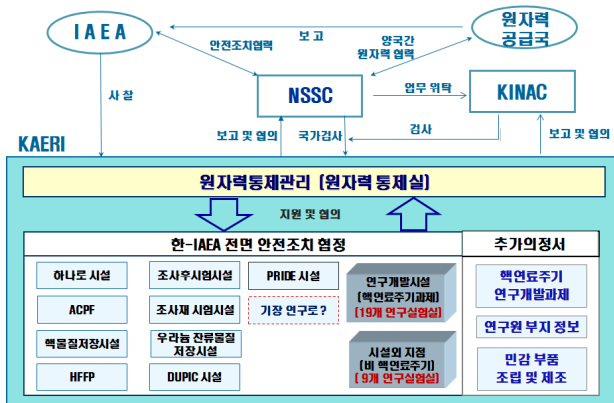 IAEA
보 고
원자력
공급국
안전조치협력
양국간
원자력 협력
NSSC
업무 위탁
KINAC
사 찰
보고 및 협의
국가검사
검사
보고 및 협의
KAERI
원자력통제관리 (원자력 통제실)
지원 및 협의
한-IAEA 전면 안전조치 협정
추가의정서
하나로 시설
조사후시험시설
PRIDE 시설
연구개발시설
(핵연료주기과제)
(19개 연구실험실)
핵연료주기
연구개발과제
ACPF
조사재 시험시설
기장 연구로?
연구원 부지 정보
핵물질저장시설
우라늄 잔류물질
저장시설
시설외 지점
(비 핵연료주기)
( 9개 연구실험실)
민감 부품
조립 및 제조
HFFP
DUPIC 시설